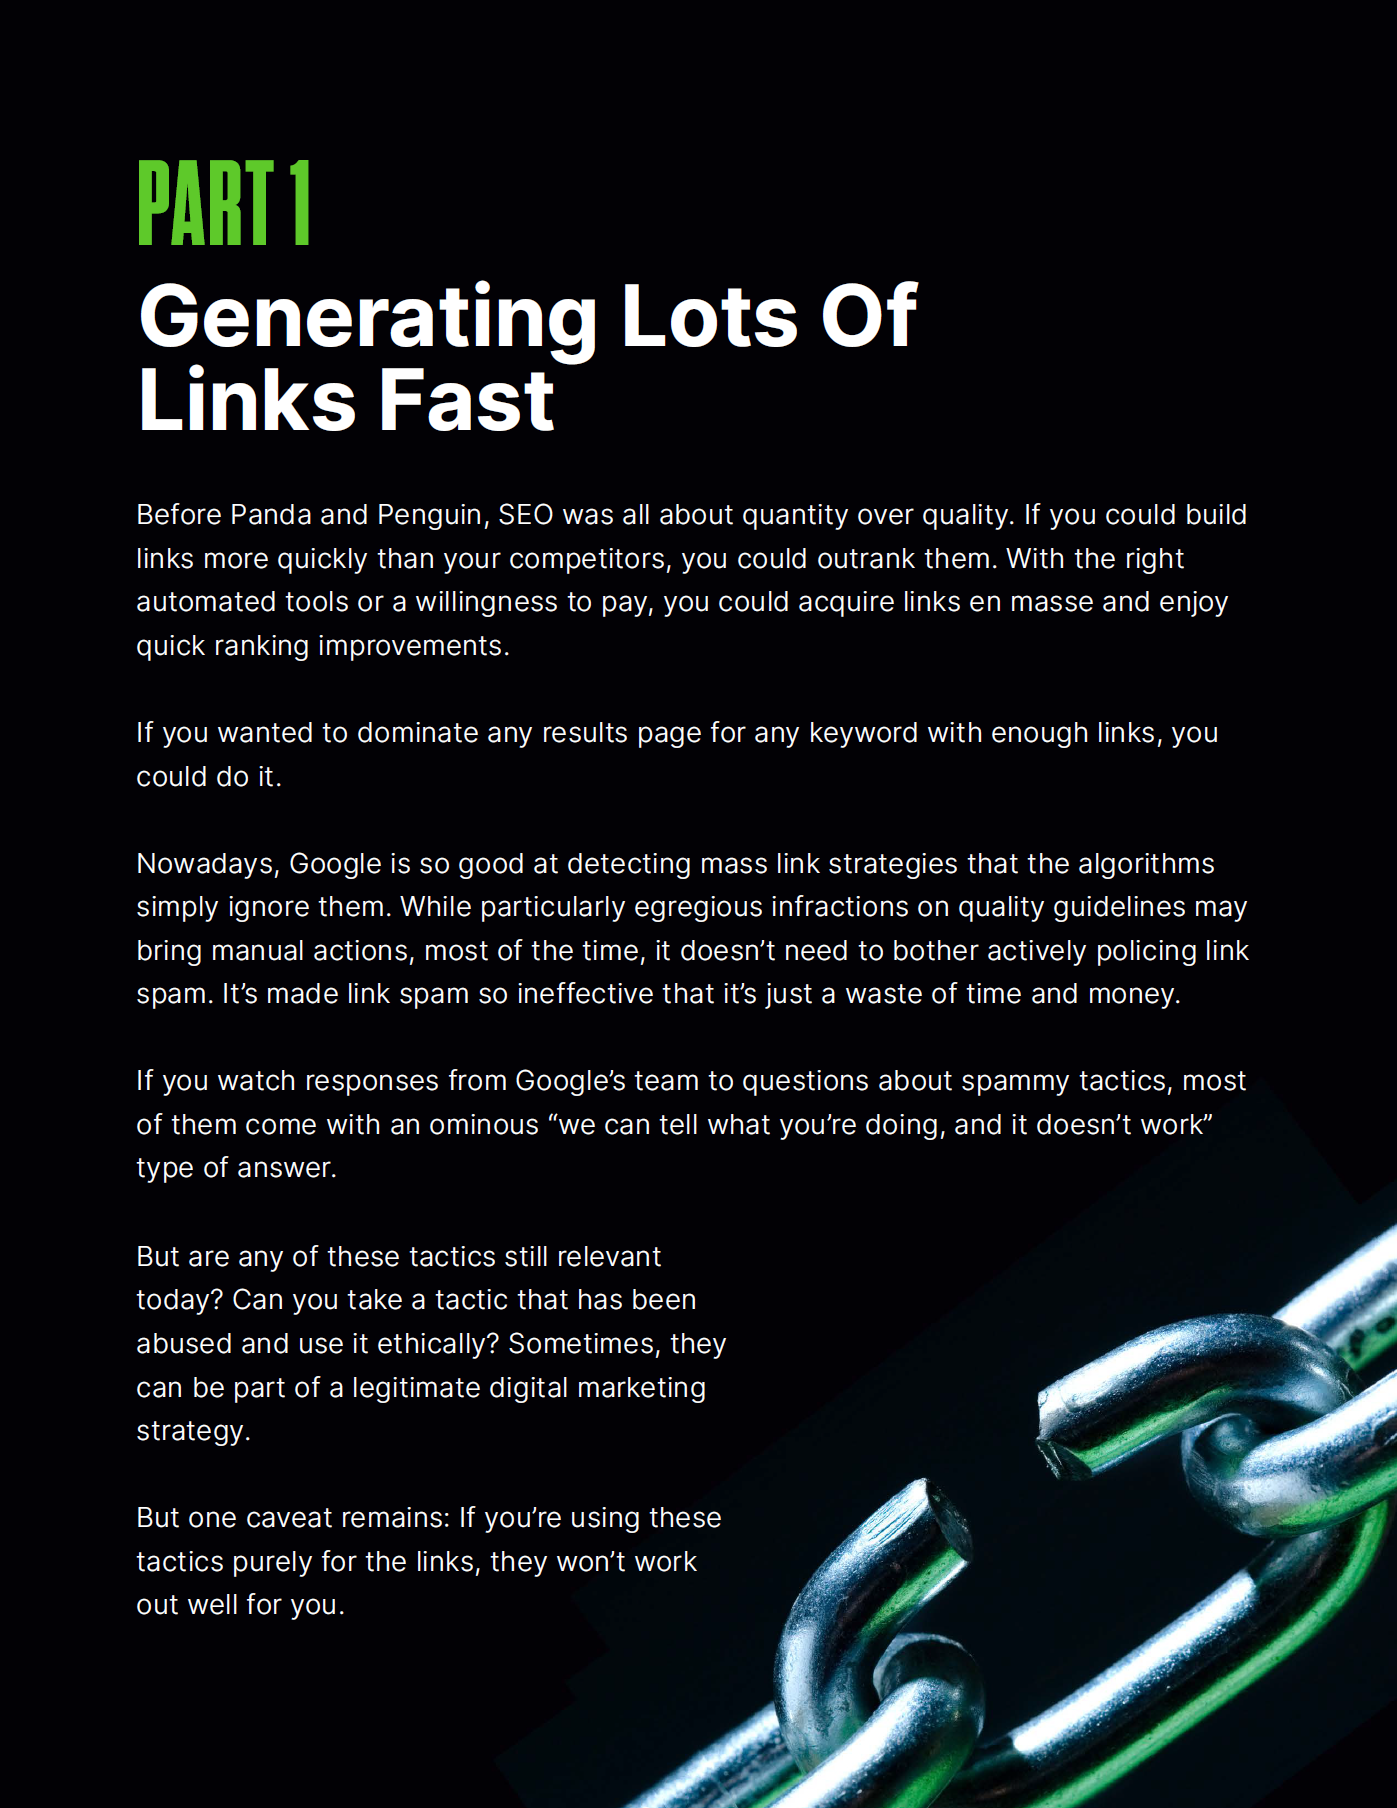 PART 1
Generating Lots Of
Links Fast
Before Panda and Penguin, SEO was all about quantity over quality. If you could build
links more quickly than your competitors, you could outrank them. With the right
automated tools or a willingness to pay, you could acquire links en masse and enjoy
quick ranking improvements.
If you wanted to dominate any results page for any keyword with enough links, you
could do it.
Nowadays, Google is so good at detecting mass link strategies that the algorithms
simply ignore them. While particularly egregious infractions on quality guidelines may
bring manual actions, most of the time, it doesn’t need to bother actively policing link
spam. It’s made link spam so ineffective that it’s just a waste of time and money.
If you watch responses from Google’s team to questions about spammy tactics, most
of them come with an ominous “we can tell what you’re doing, and it doesn’t work”
type of answer.
But are any of these tactics still relevant
today? Can you take a tactic that has been
abused and use it ethically? Sometimes, they
can be part of a legitimate digital marketing
strategy.
But one caveat remains: If you’re using these
tactics purely for the links, they won’t work
out well for you.